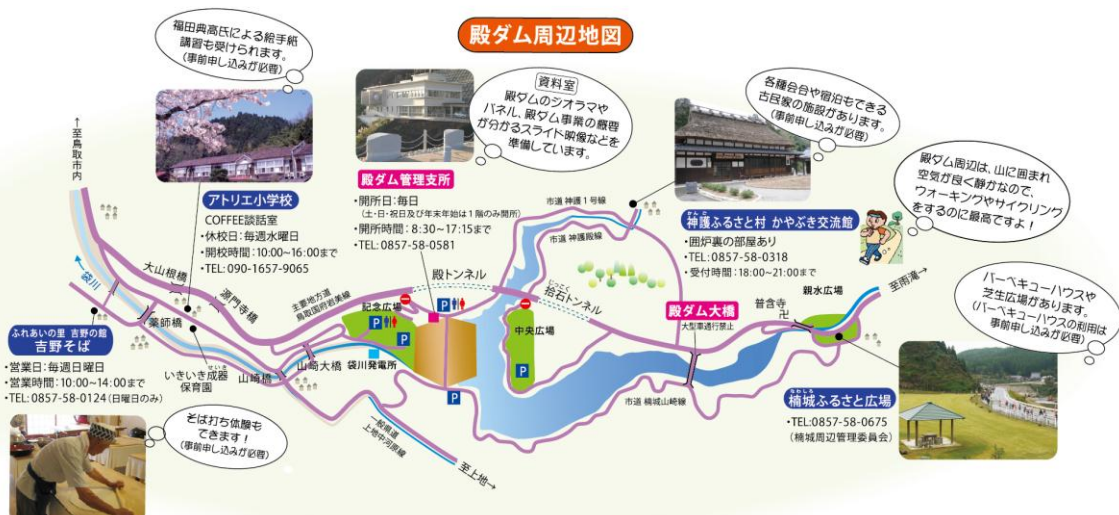 殿ダム周辺地図
福田典高氏による絵手紙
講習も受けられます。
(事前申し込みが必要)
↑至鳥取市内
アトリエ小学校
COFFEE談話室
・休校日:毎週水曜日
・開校時間:10:00~16:00まで
・TEL:090-1657-9065
資料室
殿ダムのジオラマや
パネル、殿ダム事業の概要
が分かるスライド映像などを
準備しています。
殿ダム管理支所
・開所日:毎日
(土・日・祝日及び年末年始は1階のみ開所)
・開所時間:8:30~17:15まで
・TEL:0857-58-0581
各種会合や宿泊もできる
古民家の施設があります。
(事前申し込みが必要)
神護ふるさと村 かやぶき交流館
かんご
・囲炉裏の部屋あり
・TEL:0857-58-0318
・受付時間:18:00~21:00まで
殿ダム周辺は、山に囲まれ
空気が良く静かなので、
ウオーキングやサイクリング
をするのに最高ですよ!
市道 神護1号線
市道 神護殿線
殿トンネル
じっこく
拾石トンネル
殿ダム大橋
大型車通行禁止
普含寺
卍
親水広場
至雨滝→
バーベキューハウスや
芝生広場があります。
(バーベキューハウスの利用は
事前申し込みが必要)
なわしろ
楠城ふるさと広場
・TEL:0857-58-0675
(楠城周辺管理委員会)
市道 楠城山崎線
中央広場
P
記念広場
P
P
P
P
袋川発電所
主要地方道
鳥取国府岩美線
大山根橋
源門寺橋
袋川
薬師橋
山崎橋
山崎大橋
せいき
いきいき成器
保育園
一般県道
上地中河原線
至上地→
ふれあいの里 吉野の館
吉野そば
・営業日:毎週日曜日
・営業時間:10:00~14:00まで
・TEL:0857-58-0124(日曜日のみ)
そば打ち体験も
できます!
(事前申し込みが必要)